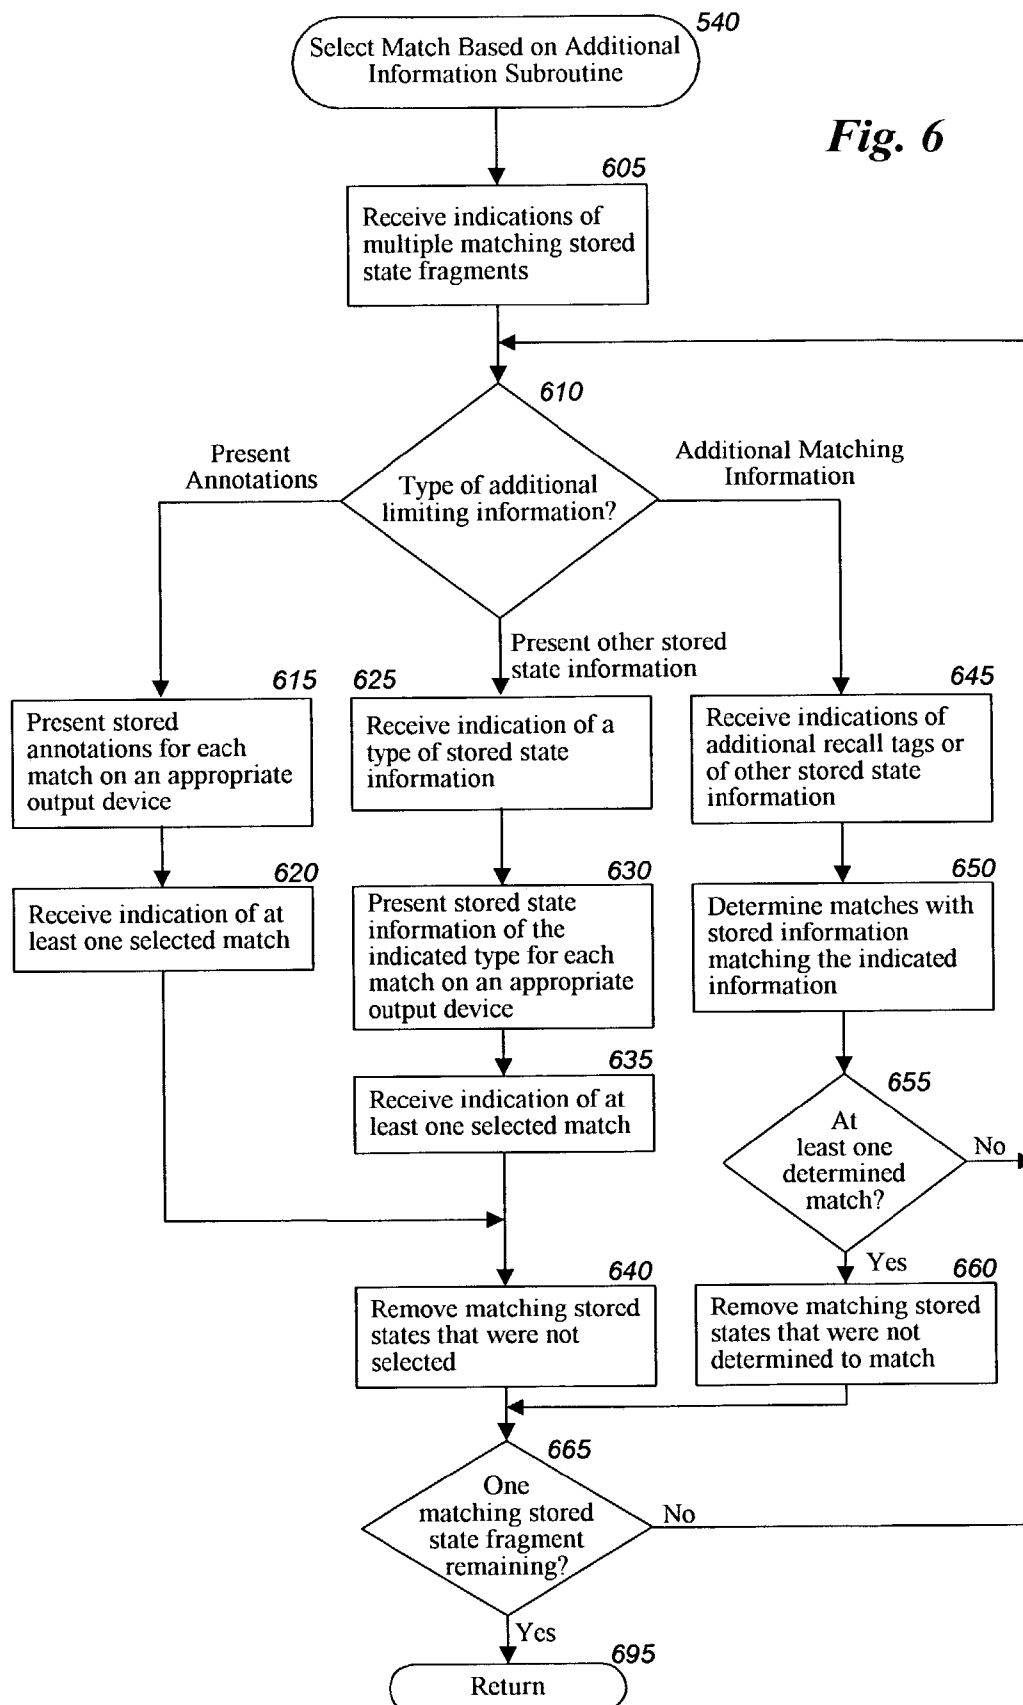 540
Select Match Based on Additional
Information Subroutine
Fig. 6
605
Receive indications of
multiple matching stored
state fragments
610
Present
Annotations
Type of additional
limiting information?
Additional Matching
Information
Present other stored
state information
615
Present stored
annotations for each
match on an appropriate
output device
625
Receive indication of a
type of stored state
information
645
Receive indications of
additional recall tags or
of other stored state
information
620
Receive indication of at
least one selected match
630
Present stored state
information of the
indicated type for each
match on an appropriate
output device
650
Determine matches with
stored information
matching the indicated
information
635
Receive indication of at
least one selected match
655
At
least one
determined
match?
No
Yes
640
Remove matching stored
states that were not
selected
660
Remove matching stored
states that were not
determined to match
665
One
matching stored
state fragment
remaining?
No
Yes
695
Return